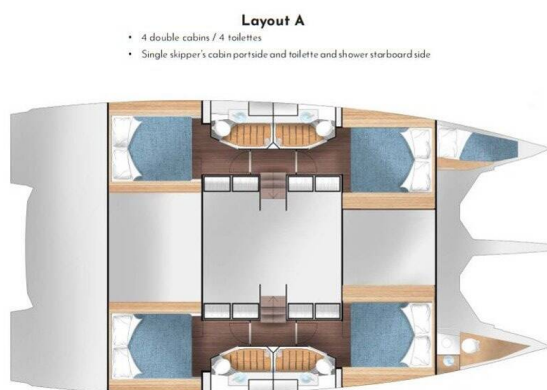 Layout A
• 4 double cabins / 4 toilettes
• Single skipper's cabin portside and toilette and shower starboard side